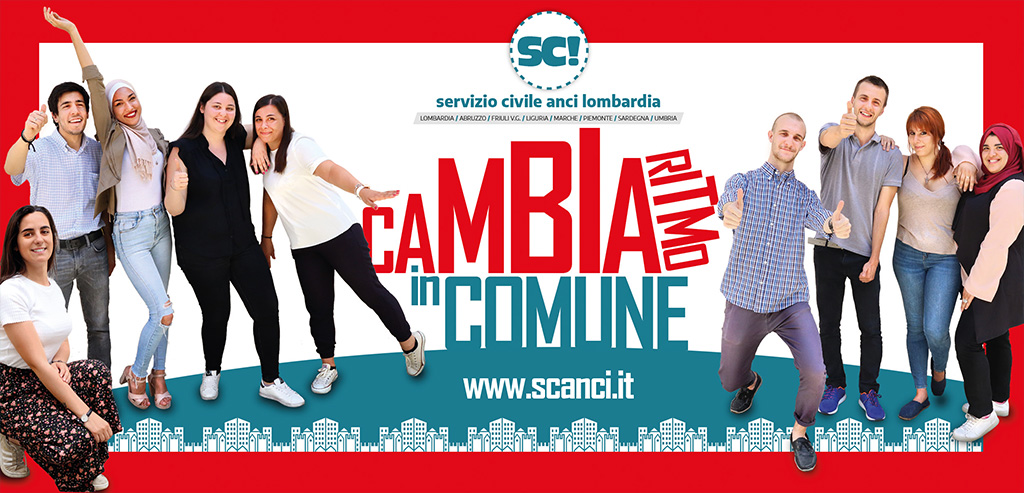 SC!
servizio civile anci lombardia
LOMBARDIA / ABRUZZO / FRIULI V.G. / LIGURIA / MARCHE / PIEMONTE / SARDEGNA / UMBRIA
CAMBIA RITMO
in COMUNE
www.scanci.it